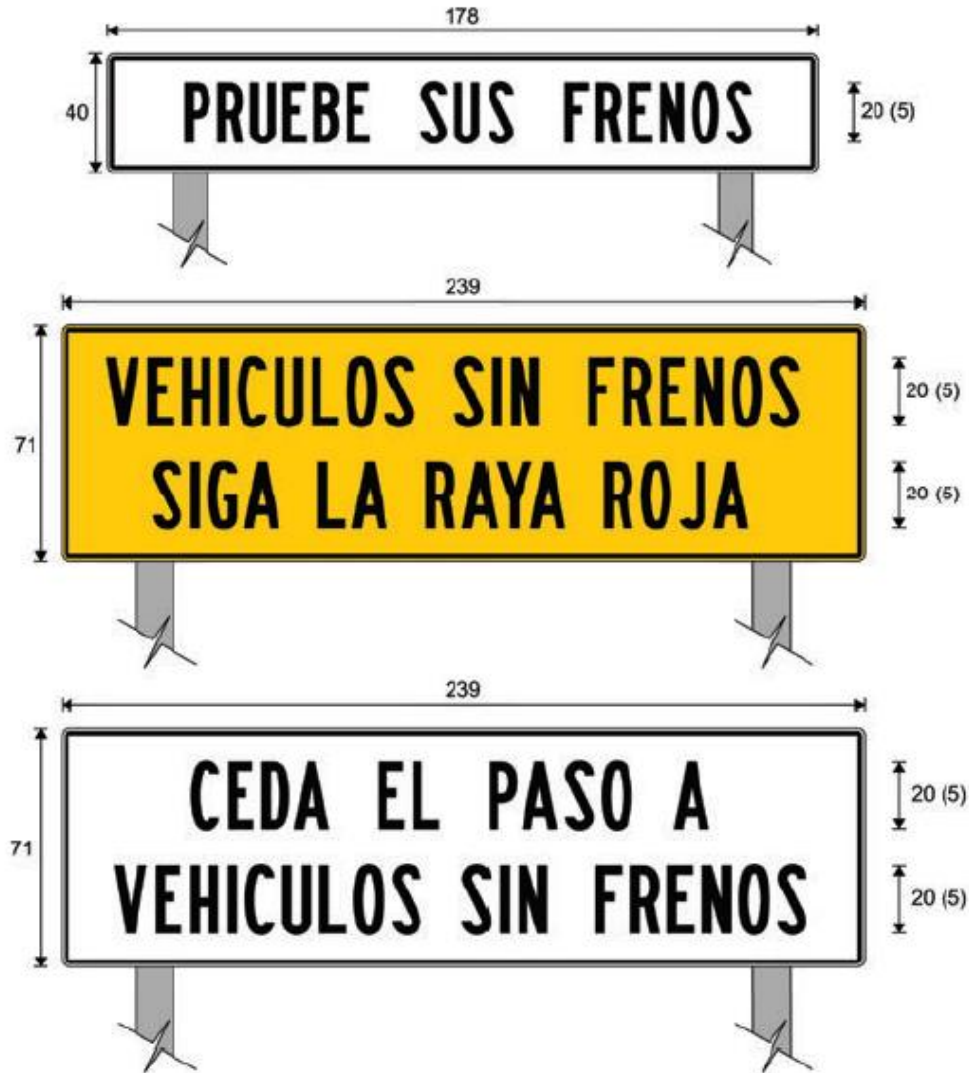 178
40
PRUEBE SUS FRENOS
20 (5)
239
71
VEHICULOS SIN FRENOS
20 (5)
SIGA LA RAYA ROJA
20 (5)
239
71
CEDA EL PASO A
20 (5)
VEHICULOS SIN FRENOS
20 (5)